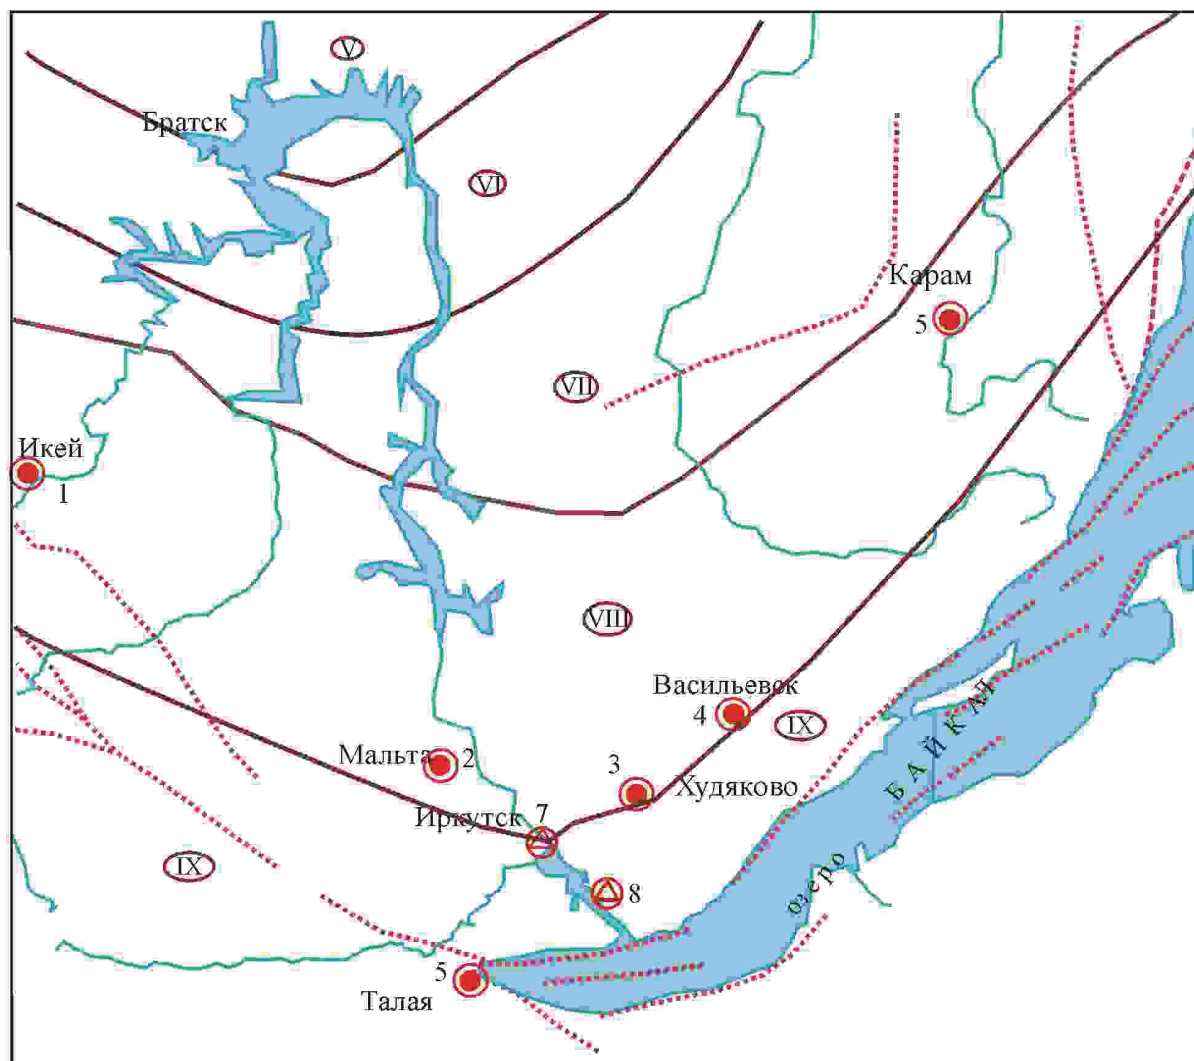 V
Братск
VI
Карам
5
VII
Икей
1
VIII
Васильевск
4
IX
Мальта
2
3
Худяково
БАЙКАЛ
Иркутск
7
IX
8
озеро
5
Талая